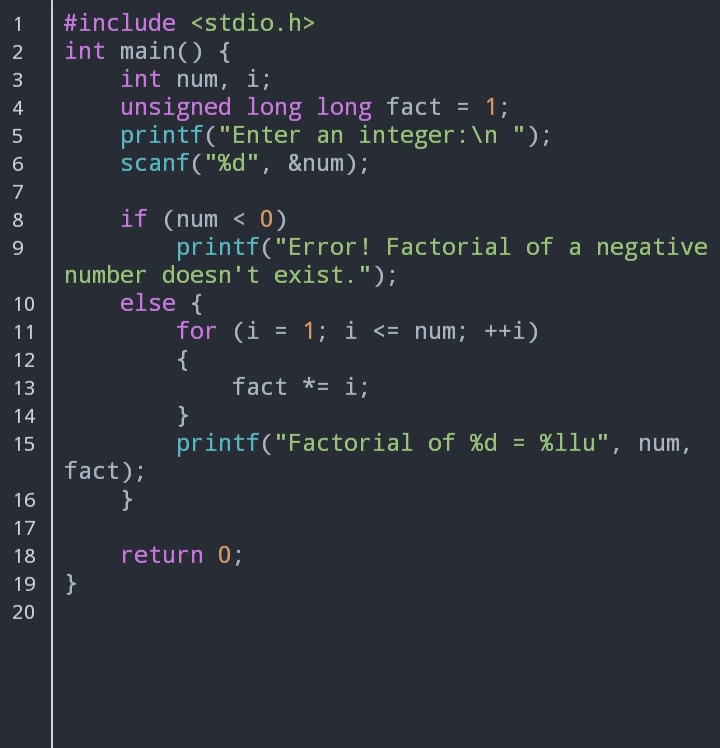 1 #include <stdio.h>
2 int main() {
3     int num, i;
4     unsigned long long fact = 1;
5     printf("Enter an integer:\n ");
6     scanf("%d", &num);
7
8     if (num < 0)
9         printf("Error! Factorial of a negative
number doesn't exist.");
10     else {
11         for (i = 1; i <= num; ++i)
12         {
13             fact *= i;
14         }
15         printf("Factorial of %d = %llu", num,
fact);
16     }
17
18     return 0;
19 }
20